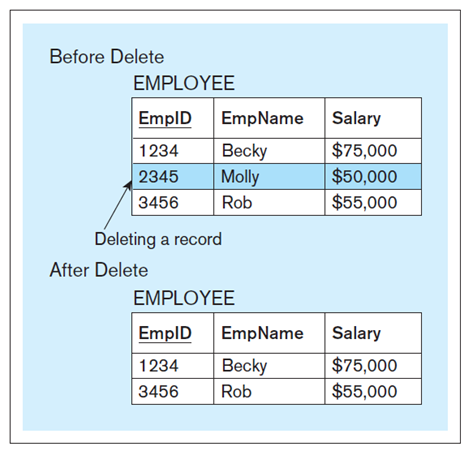 Before Delete
EMPLOYEE
EmpID EmpName Salary
1234 Becky $75,000
2345 Molly $50,000
3456 Rob $55,000
Deleting a record
After Delete
EMPLOYEE
EmpID EmpName Salary
1234 Becky $75,000
3456 Rob $55,000